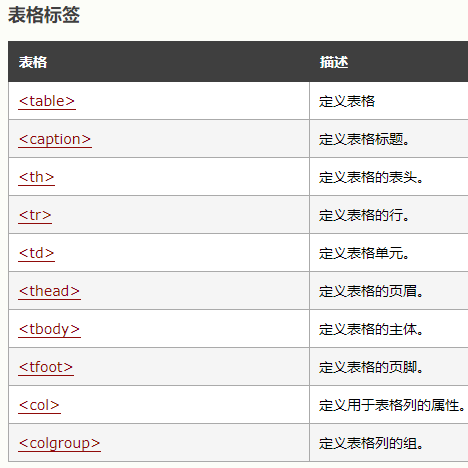 表格标签
表格 描述
<table> 定义表格
<caption> 定义表格标题。
<th> 定义表格的表头。
<tr> 定义表格的行。
<td> 定义表格单元。
<thead> 定义表格的页眉。
<tbody> 定义表格的主体。
<tfoot> 定义表格的页脚。
<col> 定义用于表格列的属性。
<colgroup> 定义表格列的组。